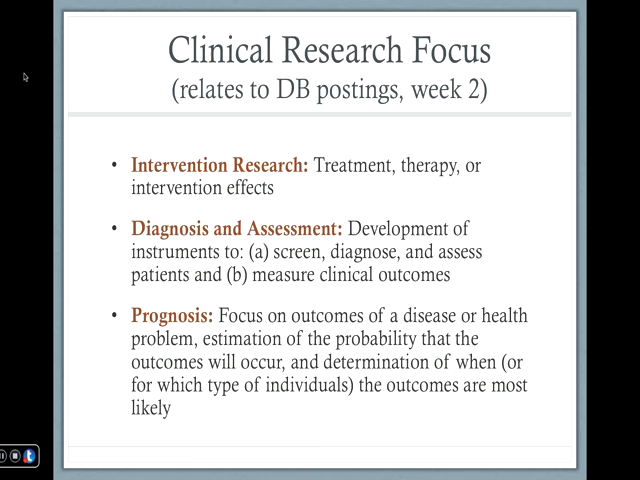 Clinical Research Focus
(relates to DB postings, week 2)
• Intervention Research: Treatment, therapy, or
intervention effects
• Diagnosis and Assessment: Development of
instruments to: (a) screen, diagnose, and assess
patients and (b) measure clinical outcomes
• Prognosis: Focus on outcomes of a disease or health
problem, estimation of the probability that the
outcomes will occur, and determination of when (or
for which type of individuals) the outcomes are most
likely